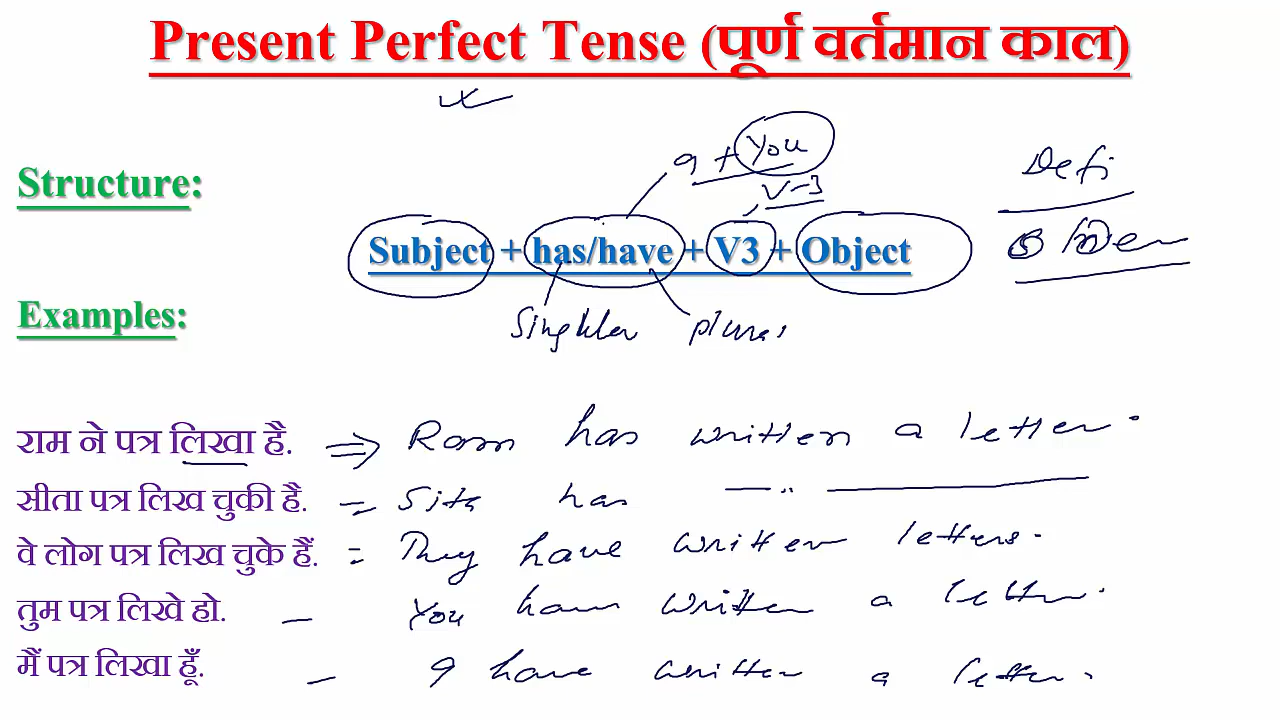 Present Perfect Tense (पूर्ण वर्तमान काल)
9 + You
Defi
Structure:
V-3
Subject + has/have + V3 + Object
Examples:
plural
राम ने पत्र लिखा है. ⇒ Ram has written a letter.
सीता पत्र लिख चुकी है. = Sita has
वे लोग पत्र लिख चुके हैं. = They have written letters.
तुम पत्र लिखे हो. - You have written a letter.
मैं पत्र लिखा हूँ. - I have written a letter.